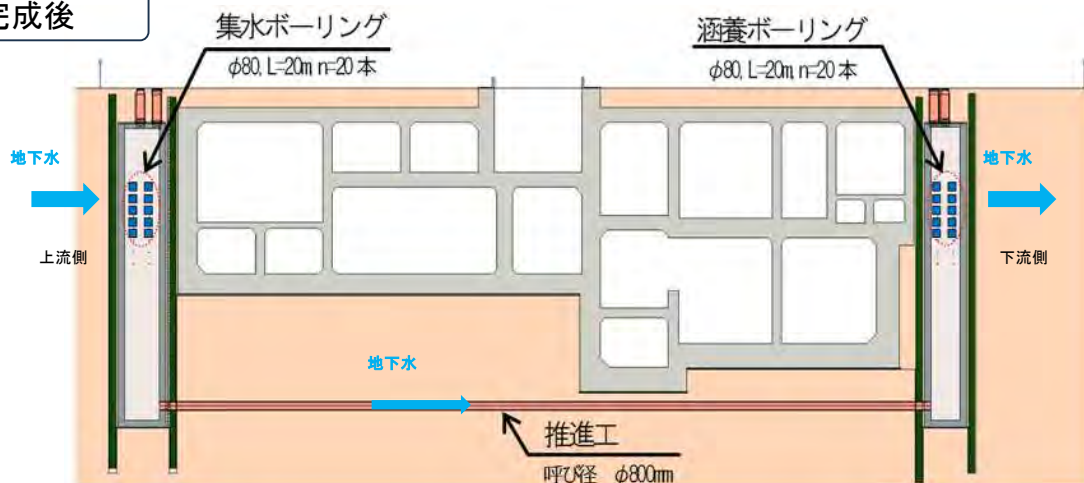 完成後
集水ボーリング
φ80, L=20m n=20本
涵養ボーリング
φ80, L=20m n=20本
地下水
地下水
上流側
下流側
地下水
推進工
呼び径 φ800mm